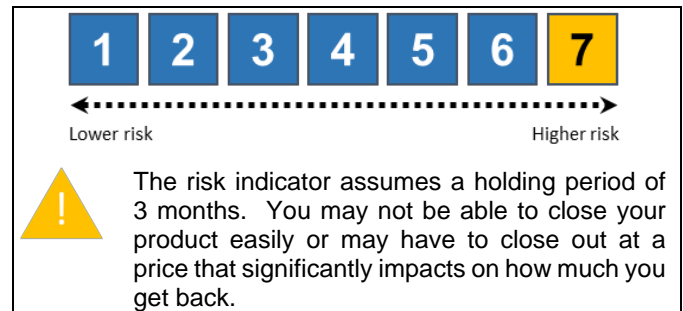 1 2 3 4 5 6 7
Lower risk Higher risk
!
The risk indicator assumes a holding period of
3 months. You may not be able to close your
product easily or may have to close out at a
price that significantly impacts on how much you
get back.